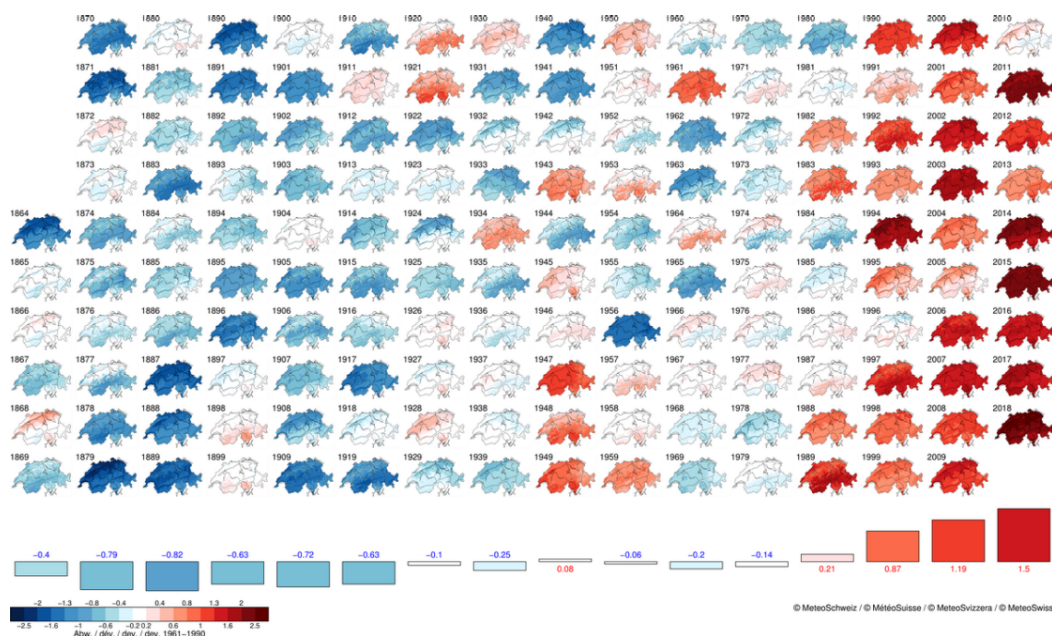 1870 1880 1890 1900 1910 1920 1930 1940 1950 1960 1970 1980 1990 2000 2010
1871 1881 1891 1901 1911 1921 1931 1941 1951 1961 1971 1981 1991 2001 2011
1872 1882 1892 1902 1912 1922 1932 1942 1952 1962 1972 1982 1992 2002 2012
1873 1883 1893 1903 1913 1923 1933 1943 1953 1963 1973 1983 1993 2003 2013
1864 1874 1884 1894 1904 1914 1924 1934 1944 1954 1964 1974 1984 1994 2004 2014
1865 1875 1885 1895 1905 1915 1925 1935 1945 1955 1965 1975 1985 1995 2005 2015
1866 1876 1886 1896 1906 1916 1926 1936 1946 1956 1966 1976 1986 1996 2006 2016
1867 1877 1887 1897 1907 1917 1927 1937 1947 1957 1967 1977 1987 1997 2007 2017
1868 1878 1888 1898 1908 1918 1928 1938 1948 1958 1968 1978 1988 1998 2008 2018
1869 1879 1889 1899 1909 1919 1929 1939 1949 1959 1969 1979 1989 1999 2009
−0.4 −0.79 −0.82 −0.63 −0.72 −0.63 −0.1 −0.25 0.08 −0.06 −0.2 −0.14 0.21 0.87 1.19 1.5
−2 −1.3 −0.8 −0.4 0.2 0.6 1 1.3 2
−2.5 −1.6 −1 −0.6 −0.2 0.4 0.8 1.6 2.5
Abw. / dév. / dev. / dev. 1961−1990
© MeteoSchweiz / © MétéoSuisse / © MeteoSvizzera / © MeteoSwiss